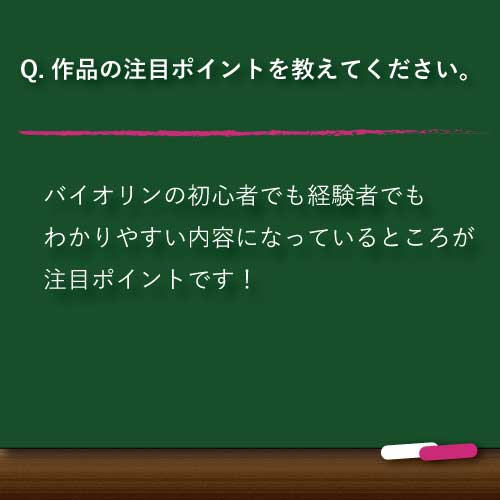 Q. 作品の注目ポイントを教えてください。
バイオリンの初心者でも経験者でも
わかりやすい内容になっているところが
注目ポイントです！